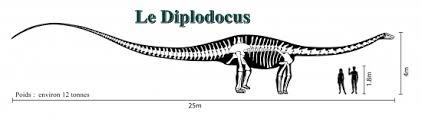 Le Diplodocus
1.8m
4m
Poids : environ 12 tonnes
25m